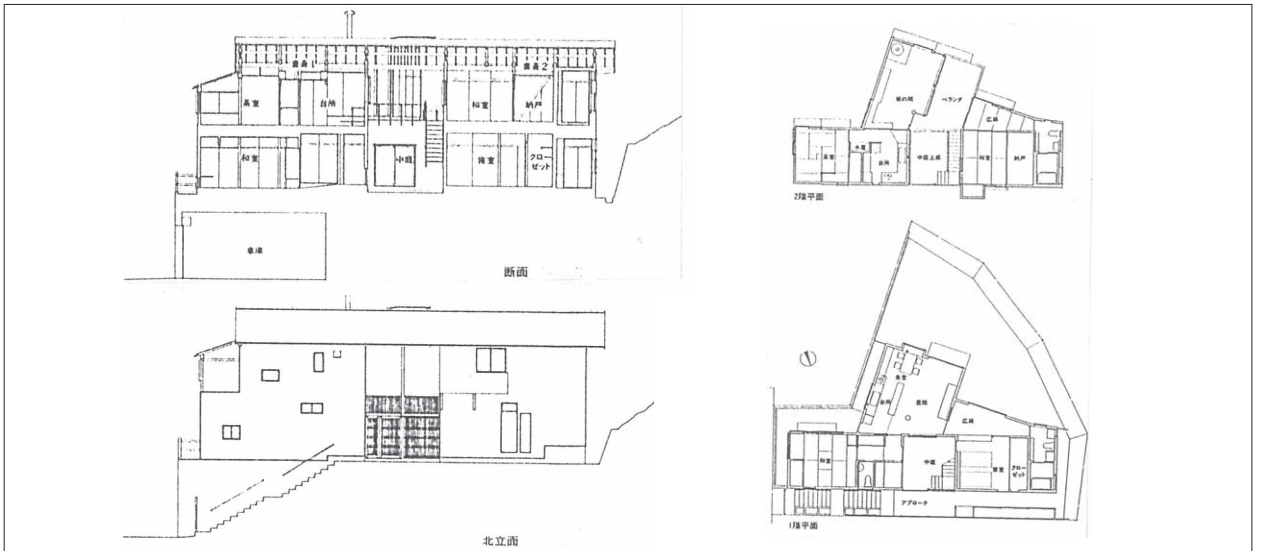 書斎1
書斎2
茶室
台所
和室
納戸
和室
中庭
寝室
クロー
ゼット
車庫
断面
北立面
板の間
ベランダ
広縁
茶室
水屋
台所
中庭上部
和室
納戸
2階平面
食堂
台所
居間
広縁
和室
中庭
寝室
クロー
ゼット
アプローチ
1階平面